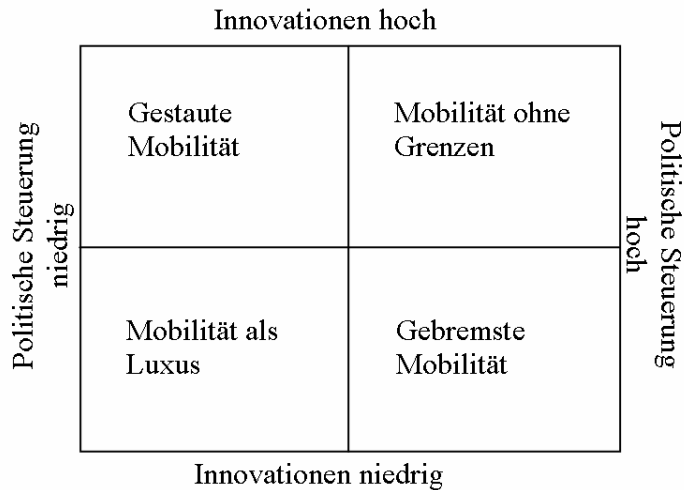 Innovationen hoch
Politische Steuerung
niedrig
Gestaute
Mobilität
Mobilität ohne
Grenzen
Politische Steuerung
hoch
Mobilität als
Luxus
Gebremste
Mobilität
Innovationen niedrig